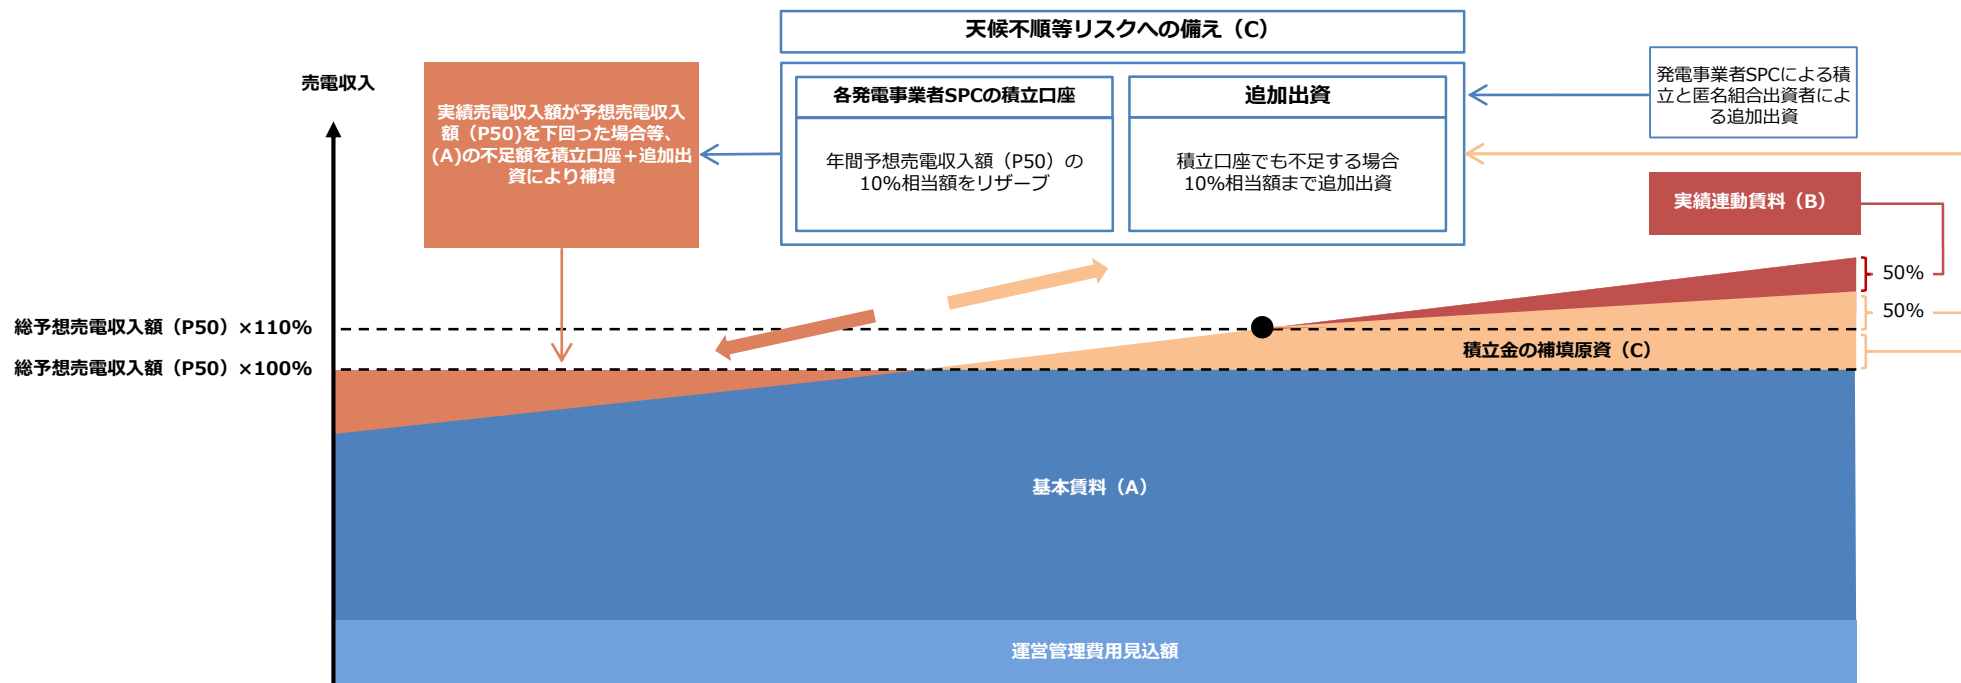 天候不順等リスクへの備え（C）
売電収入
実績売電収入額が予想売電収入
額（P50)を下回った場合等、
(A)の不足額を積立口座＋追加出
資により補填
各発電事業者SPCの積立口座
年間予想売電収入額（P50）の
10%相当額をリザーブ
追加出資
積立口座でも不足する場合
10%相当額まで追加出資
発電事業者SPCによる積
立と匿名組合出資者によ
る追加出資
実績連動賃料（B）
50%
50%
総予想売電収入額（P50）×110%
総予想売電収入額（P50）×100%
積立金の補填原資（C）
基本賃料（A）
運営管理費用見込額